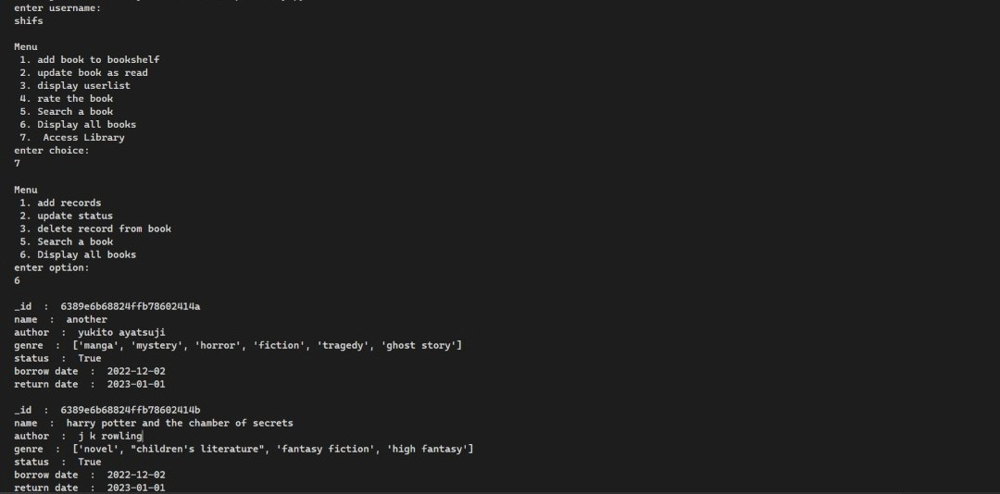 enter username:
shifs
Menu
1. add book to bookshelf
2. update book as read
3. display userlist
4. rate the book
5. Search a book
6. Display all books
7.  Access Library
enter choice:
7
Menu
1. add records
2. update status
3. delete record from book
5. Search a book
6. Display all books
enter option:
6
_id  :  6389e6b68824ffb78602414a
name  :  another
author  :  yukito ayatsuji
genre  :  ['manga', 'mystery', 'horror', 'fiction', 'tragedy', 'ghost story']
status  :  True
borrow date  :  2022-12-02
return date  :  2023-01-01
_id  :  6389e6b68824ffb78602414b
name  :  harry potter and the chamber of secrets
author  :  j k rowling
genre  :  ['novel', "children's literature", 'fantasy fiction', 'high fantasy']
status  :  True
borrow date  :  2022-12-02
return date  :  2023-01-01